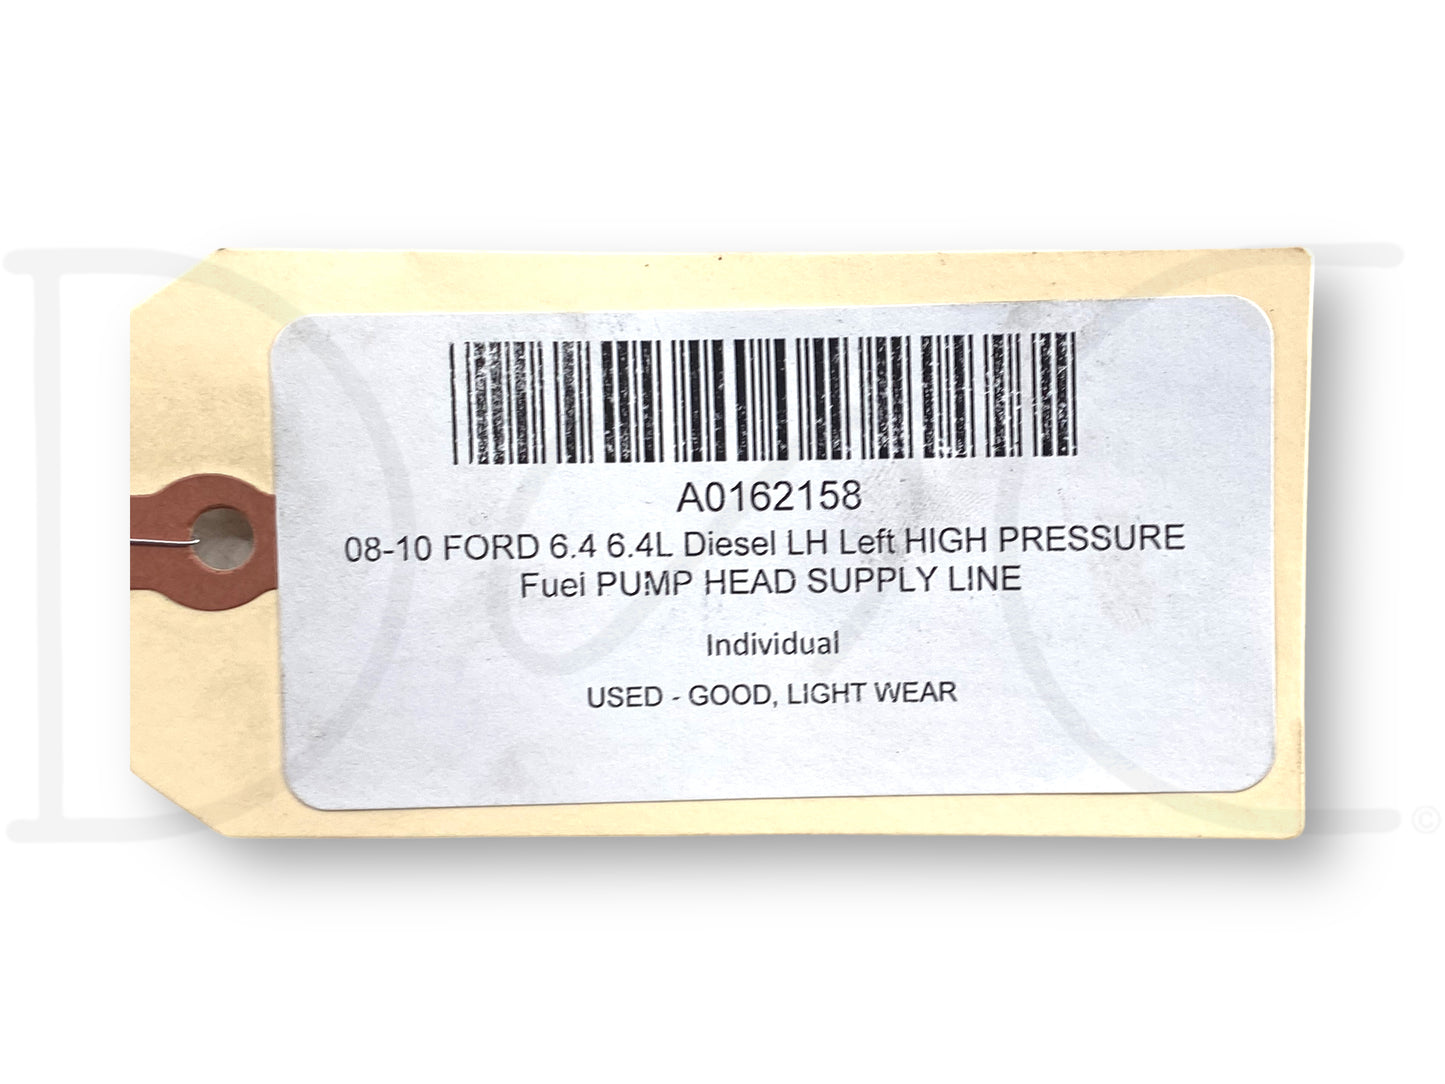 A0162158
08-10 FORD 6.4 6.4L Diesel LH Left HIGH PRESSURE
Fuel PUMP HEAD SUPPLY LINE
Individual
USED - GOOD, LIGHT WEAR
DC
©